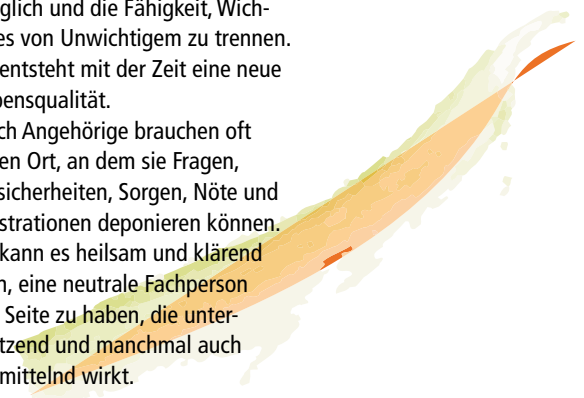 glich und die Fähigkeit, Wich-
es von Unwichtigem zu trennen.
entsteht mit der Zeit eine neue
bensqualität.
ch Angehörige brauchen oft
en Ort, an dem sie Fragen,
sicherheiten, Sorgen, Nöte und
strationen deponieren können.
kann es heilsam und klärend
n, eine neutrale Fachperson
Seite zu haben, die unter-
tzend und manchmal auch
mittelnd wirkt.